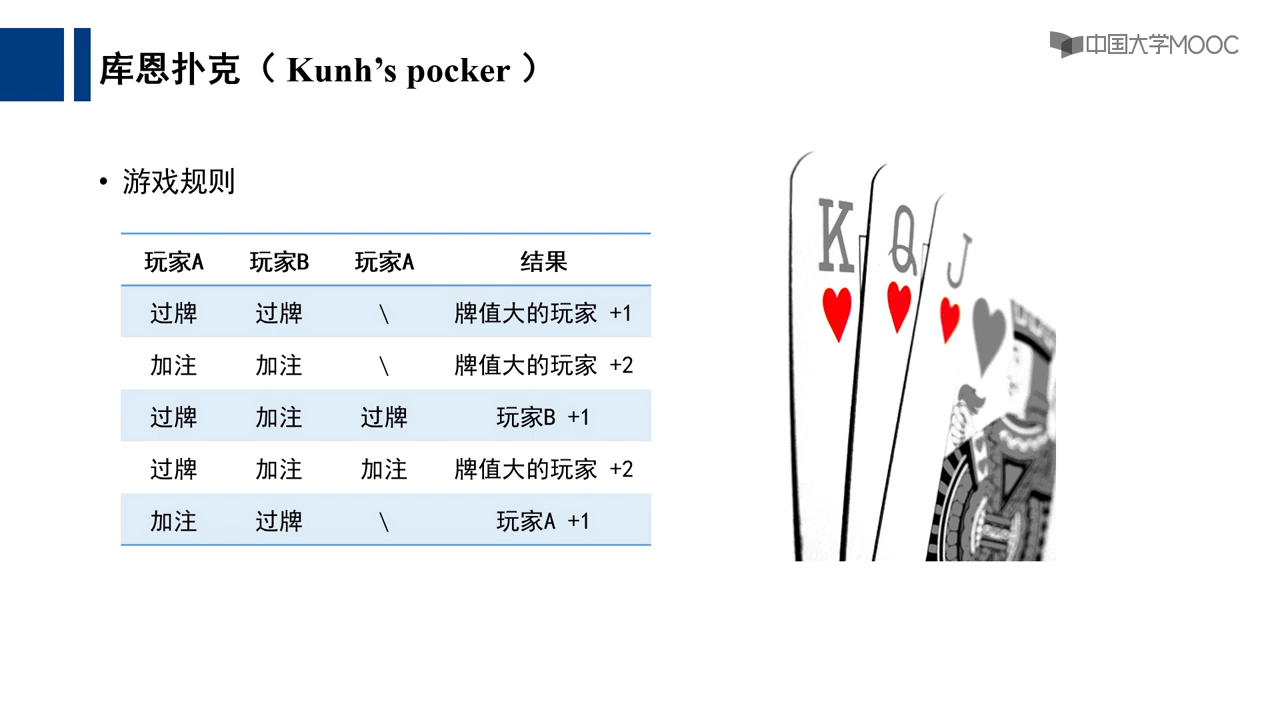 库恩扑克（ Kunh’s pocker ）
中国大学MOOC
• 游戏规则
玩家A 玩家B 玩家A 结果
过牌 过牌 \ 牌值大的玩家 +1
加注 加注 \ 牌值大的玩家 +2
过牌 加注 过牌 玩家B +1
过牌 加注 加注 牌值大的玩家 +2
加注 过牌 \ 玩家A +1
K Q J